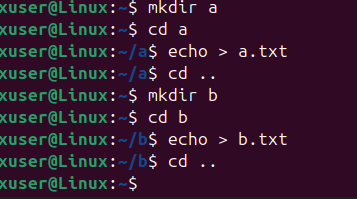 xuser@Linux:~$ mkdir a
xuser@Linux:~$ cd a
xuser@Linux:~/a$ echo > a.txt
xuser@Linux:~/a$ cd ..
xuser@Linux:~$ mkdir b
xuser@Linux:~$ cd b
xuser@Linux:~/b$ echo > b.txt
xuser@Linux:~/b$ cd ..
xuser@Linux:~$